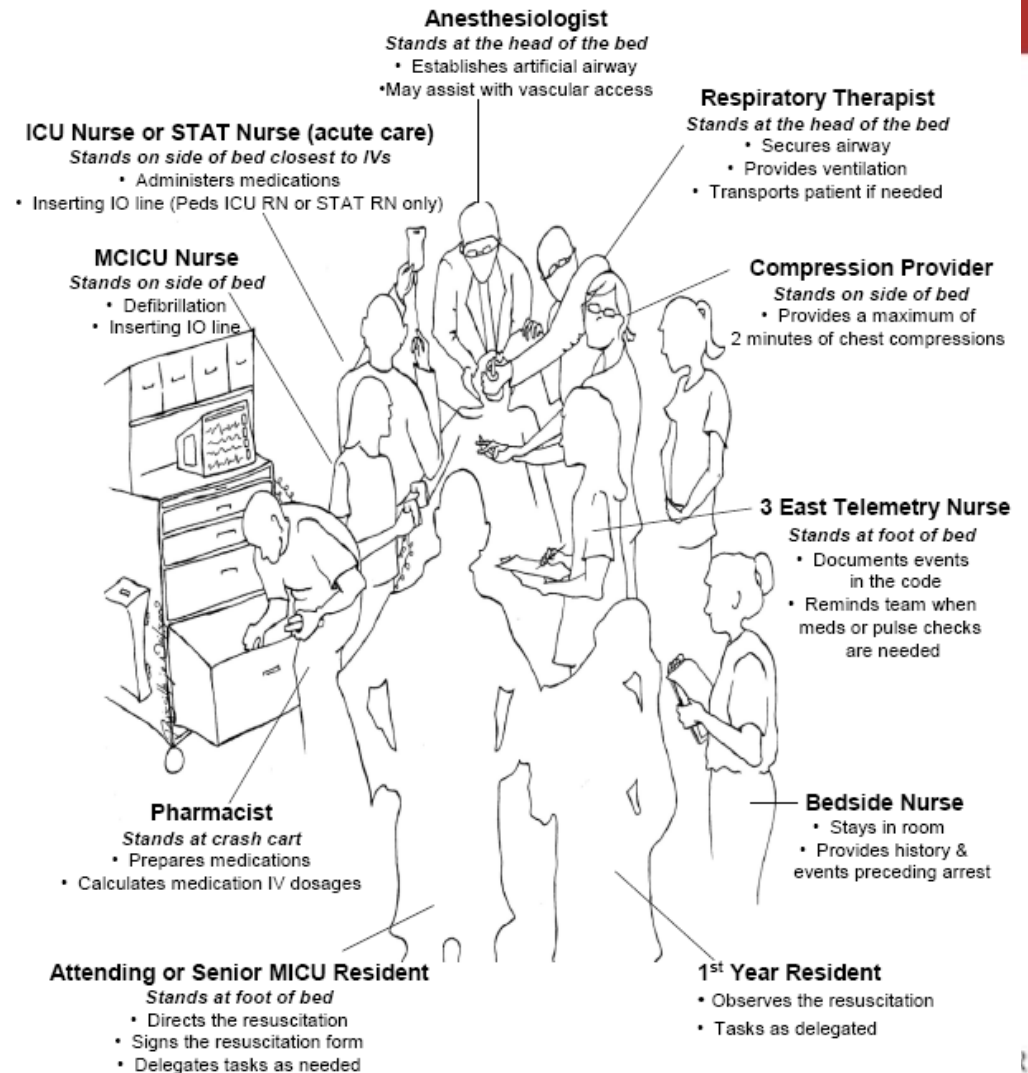 Anesthesiologist
Stands at the head of the bed
• Establishes artificial airway
•May assist with vascular access
Respiratory Therapist
Stands at the head of the bed
• Secures airway
• Provides ventilation
• Transports patient if needed
ICU Nurse or STAT Nurse (acute care)
Stands on side of bed closest to IVs
• Administers medications
• Inserting IO line (Peds ICU RN or STAT RN only)
MCICU Nurse
Stands on side of bed
• Defibrillation
• Inserting IO line
Compression Provider
Stands on side of bed
• Provides a maximum of
2 minutes of chest compressions
3 East Telemetry Nurse
Stands at foot of bed
• Documents events
in the code
• Reminds team when
meds or pulse checks
are needed
Bedside Nurse
• Stays in room
• Provides history &
events preceding arrest
Pharmacist
Stands at crash cart
• Prepares medications
• Calculates medication IV dosages
Attending or Senior MICU Resident
Stands at foot of bed
• Directs the resuscitation
• Signs the resuscitation form
• Delegates tasks as needed
1st Year Resident
• Observes the resuscitation
• Tasks as delegated